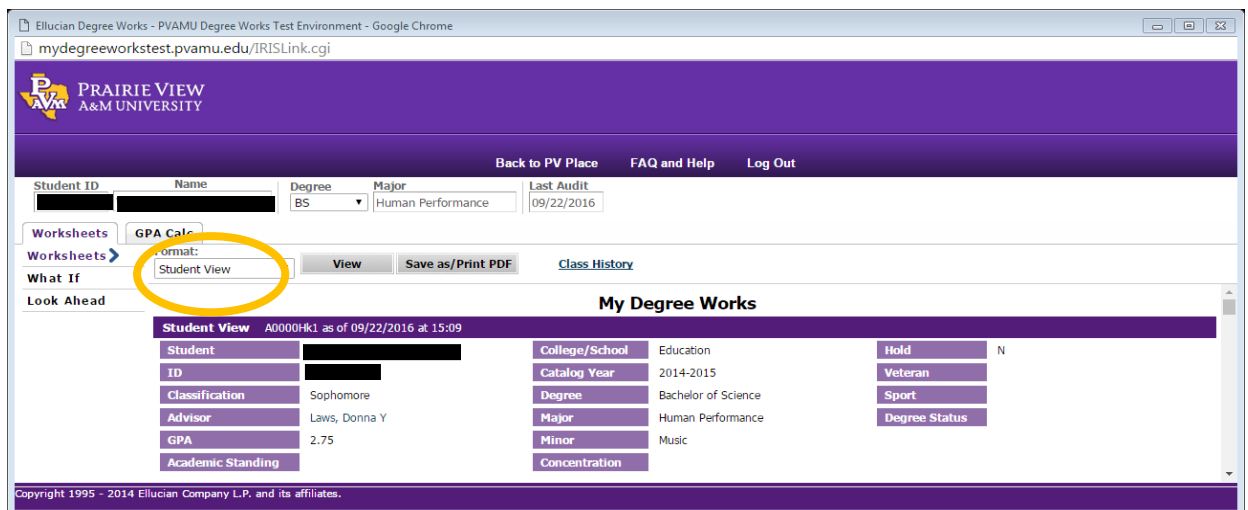 Ellucian Degree Works - PVAMU Degree Works Test Environment - Google Chrome
mydegreeworkstest.pvamu.edu/IRISLink.cgi
PVAM
PRAIRIE VIEW
A&M UNIVERSITY
Back to PV Place FAQ and Help Log Out
Student ID Name Degree Major Last Audit
BS Human Performance 09/22/2016
Worksheets GPA Calc
Worksheets Format:
Student View View Save as/Print PDF Class History
What If
Look Ahead
My Degree Works
Student View A0000Hk1 as of 09/22/2016 at 15:09
Student College/School Education Hold N
ID Catalog Year 2014-2015 Veteran
Classification Sophomore Degree Bachelor of Science Sport
Advisor Laws, Donna Y Major Human Performance Degree Status
GPA 2.75 Minor Music
Academic Standing Concentration
Copyright 1995 - 2014 Ellucian Company L.P. and its affiliates.